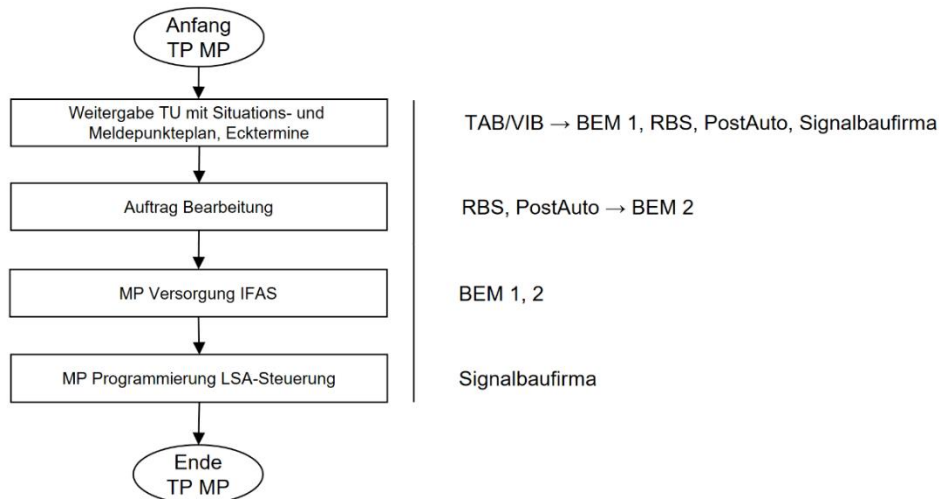 Anfang
TP MP
Weitergabe TU mit Situations- und
Meldepunkteplan, Ecktermine
TAB/VIB → BEM 1, RBS, PostAuto, Signalbaufirma
Auftrag Bearbeitung
RBS, PostAuto → BEM 2
MP Versorgung IFAS
BEM 1, 2
MP Programmierung LSA-Steuerung
Signalbaufirma
Ende
TP MP